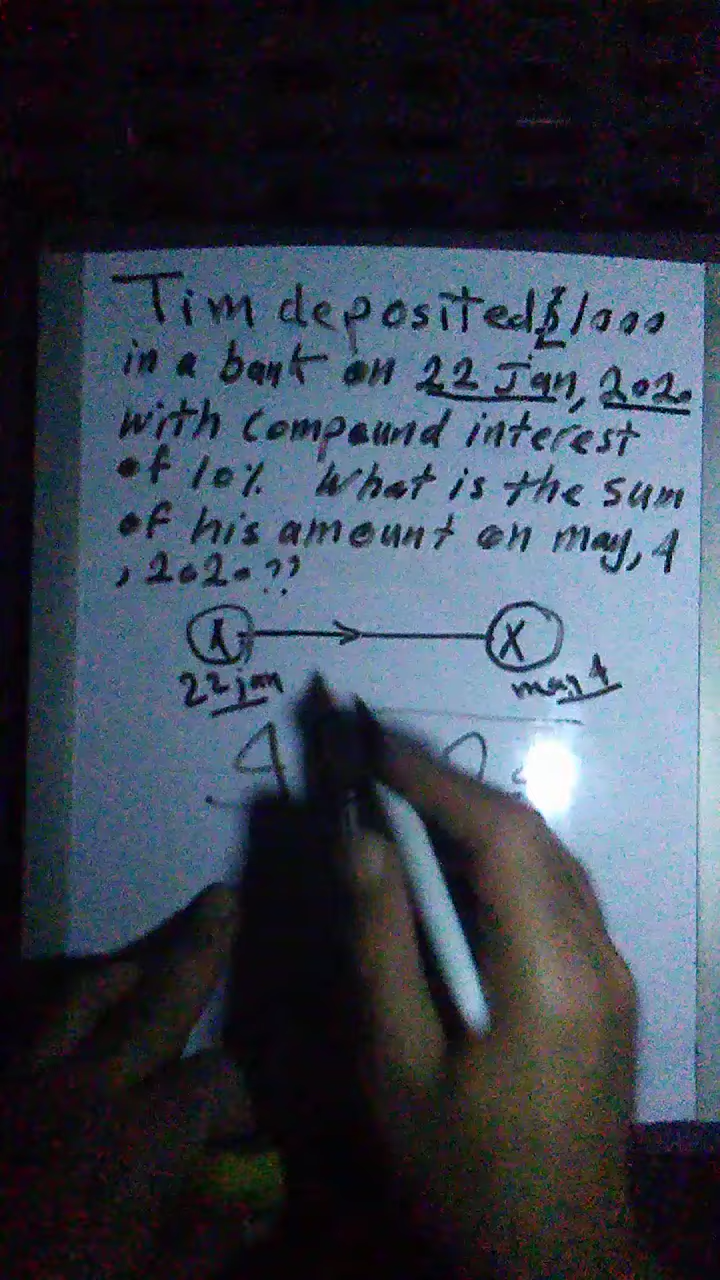 Tim deposited $1000
in a bank on 22 Jan, 2020
with compound interest
of 10% What is the sum
of his amount on may, 4
, 2020??
X
22 jan
may 4